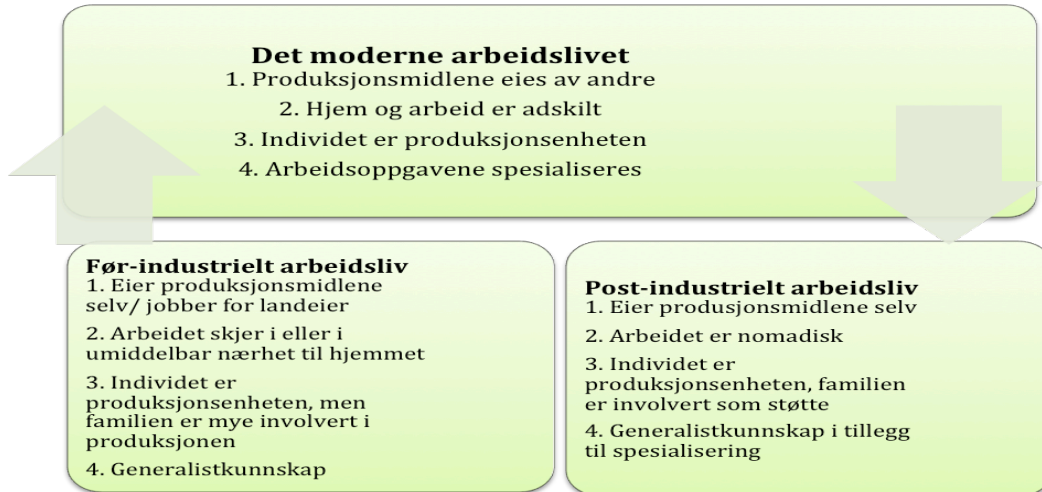 Det moderne arbeidslivet
1. Produksjonsmidlene eies av andre
2. Hjem og arbeid er adskilt
3. Individet er produksjonsenheten
4. Arbeidsoppgavene spesialiseres
Før-industrielt arbeidsliv
1. Eier produksjonsmidlene
selv/ jobber for landeier
2. Arbeidet skjer i eller i
umiddelbar nærhet til hjemmet
3. Individet er
produksjonsenheten, men
familien er mye involvert i
produksjonen
4. Generalistkunnskap
Post-industrielt arbeidsliv
1. Eier produsjonsmidlene selv
2. Arbeidet er nomadisk
3. Individet er
produksjonsenheten, familien
er involvert som støtte
4. Generalistkunnskap i tillegg
til spesialisering